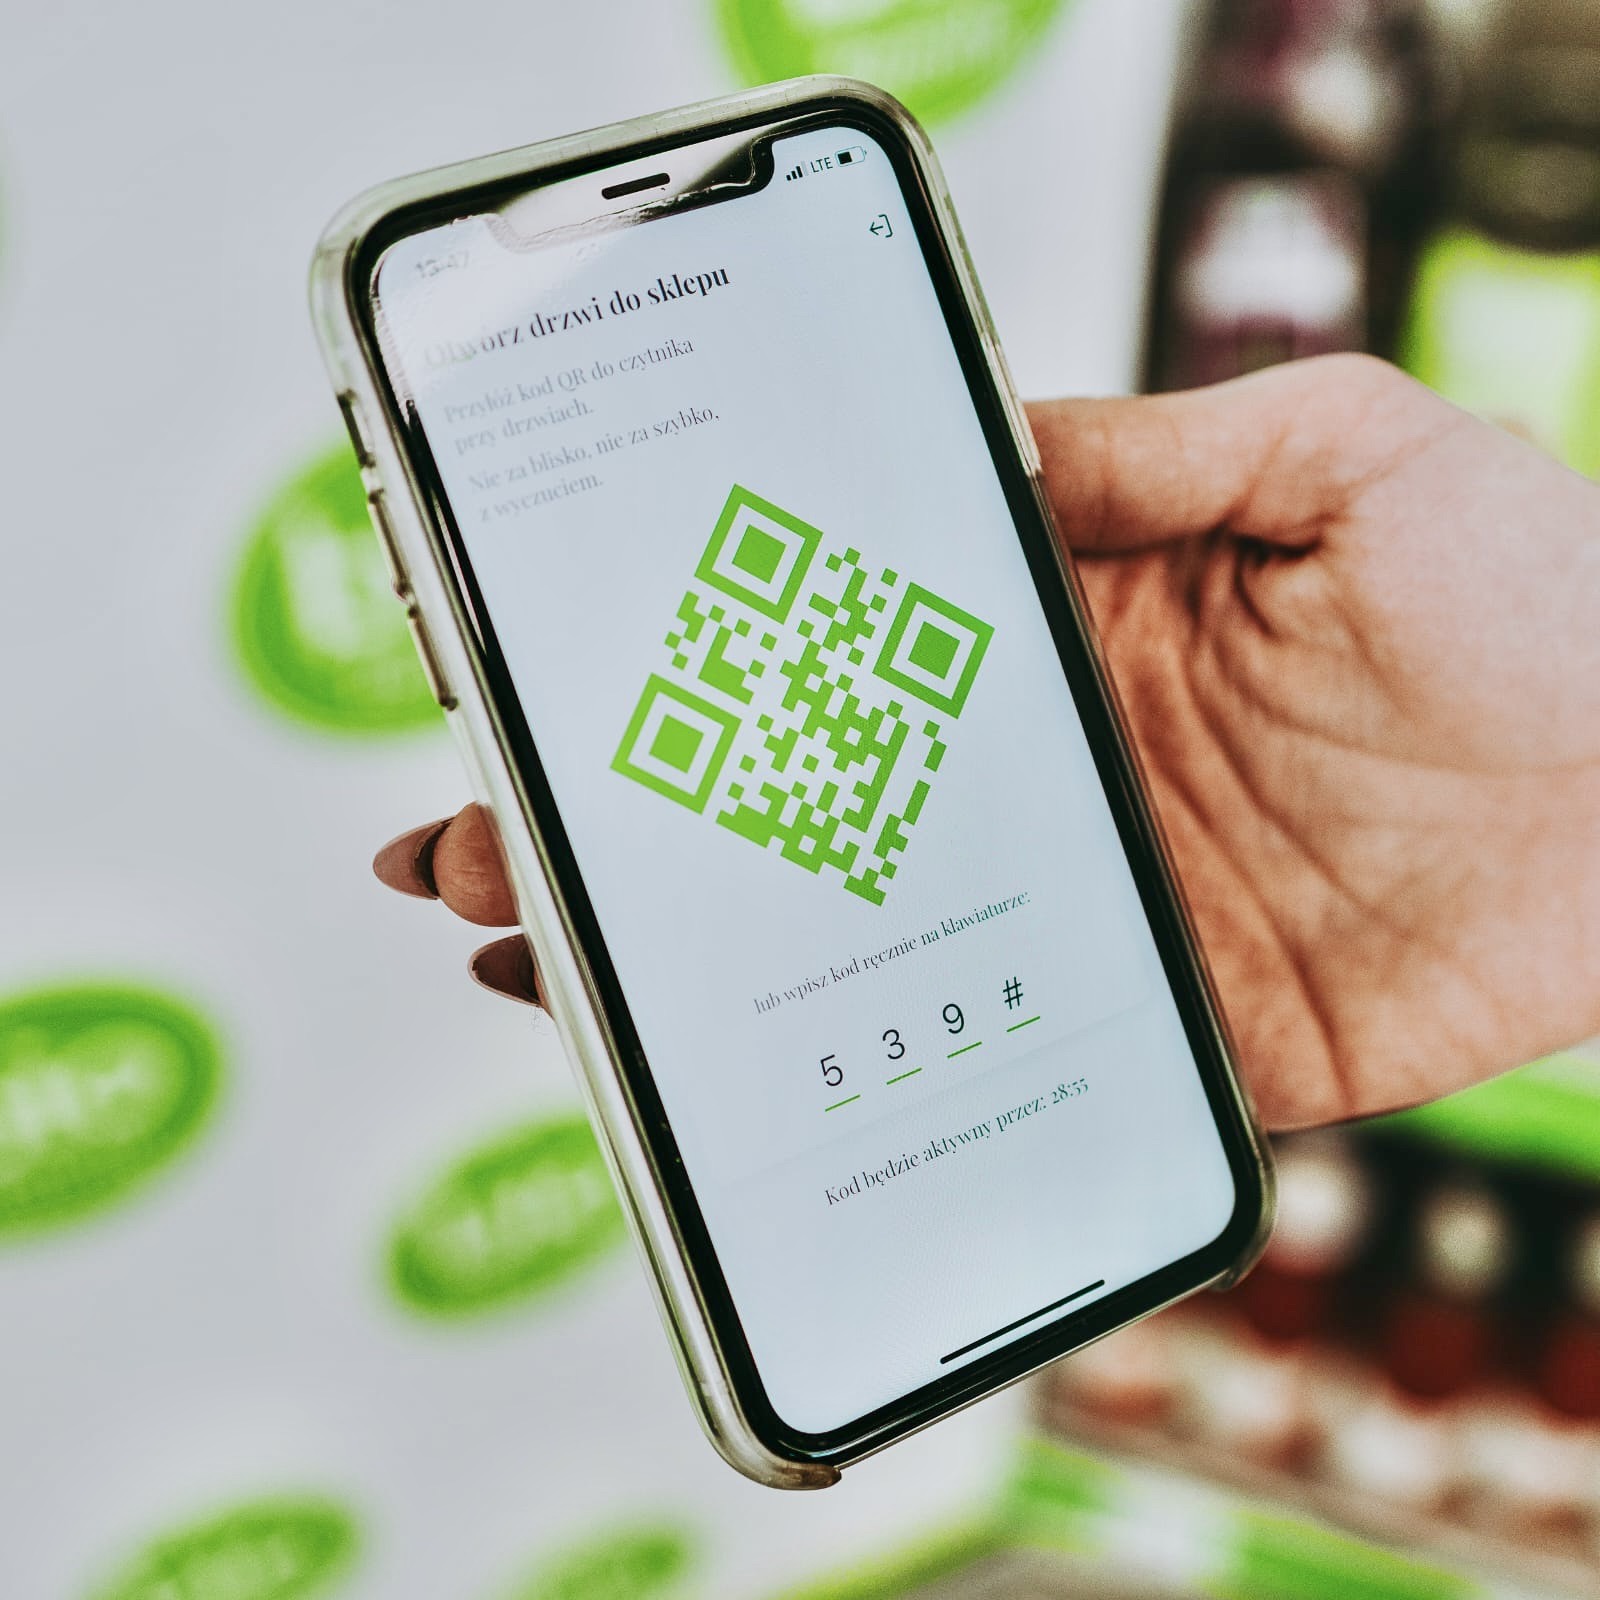 LTE
Otwórz drzwi do sklepu
Przyłóż kod QR do czytnika
przy drzwiach.
Nie za blisko, nie za szybko,
z wyczuciem.
lub wpisz kod ręcznie na klawiaturze:
5 3 9 #
Kod będzie aktywny przez: 28:55